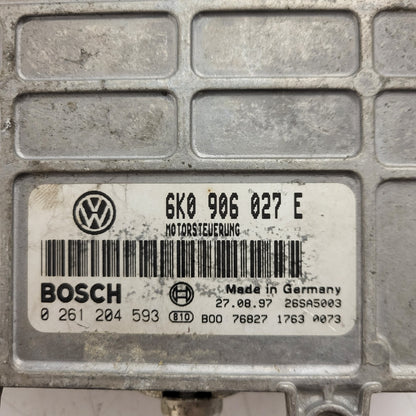 6K0 906 027 E
MOTORSTEUERUNG
BOSCH Made in Germany
27.08.97 26SA5003
0 261 204 593 810 B00 76827 1763 0073